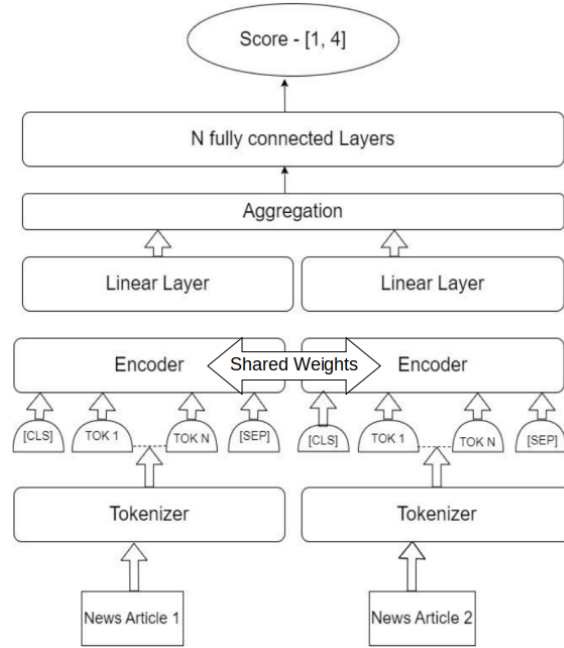 Score - [1, 4]
N fully connected Layers
Aggregation
Linear Layer
Linear Layer
Encoder
Shared Weights
Encoder
[CLS]
TOK 1
TOK N
[SEP]
[CLS]
TOK 1
TOK N
[SEP]
Tokenizer
Tokenizer
News Article 1
News Article 2